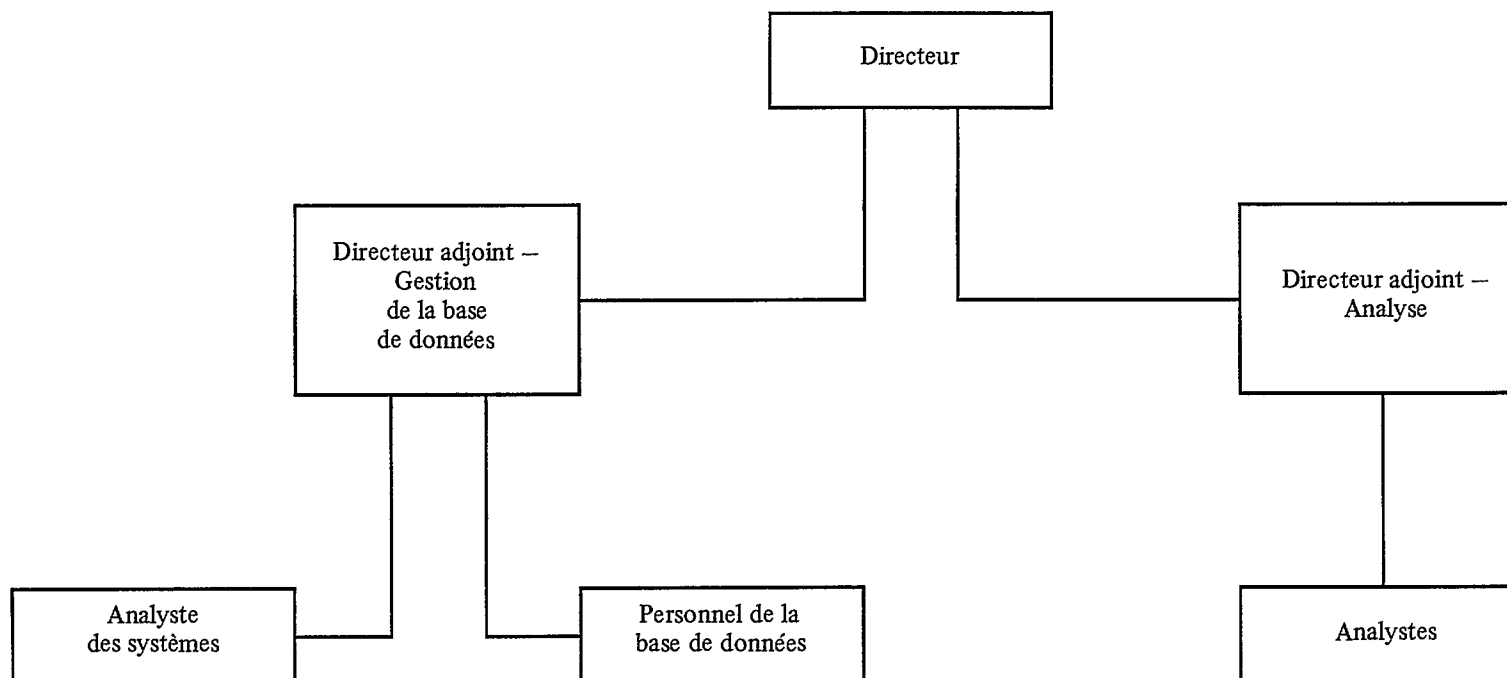 Directeur
Directeur adjoint —
Gestion
de la base
de données
Directeur adjoint —
Analyse
Analyste
des systèmes
Personnel de la
base de données
Analystes